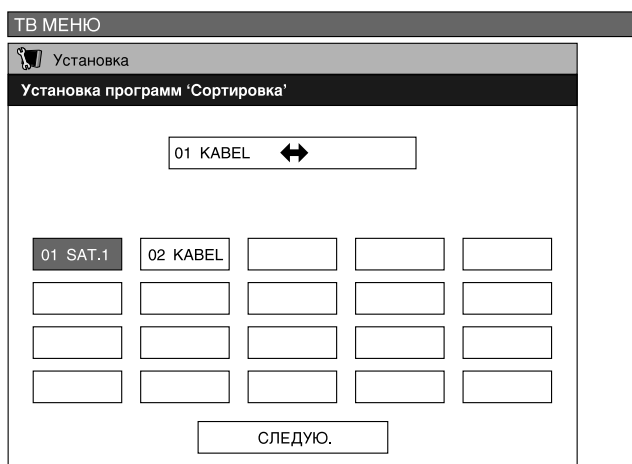 ТВ МЕНЮ
Установка
Установка программ ‘Сортировка’
01 KABEL
01 SAT.1 02 KABEL
СЛЕДУЮ.